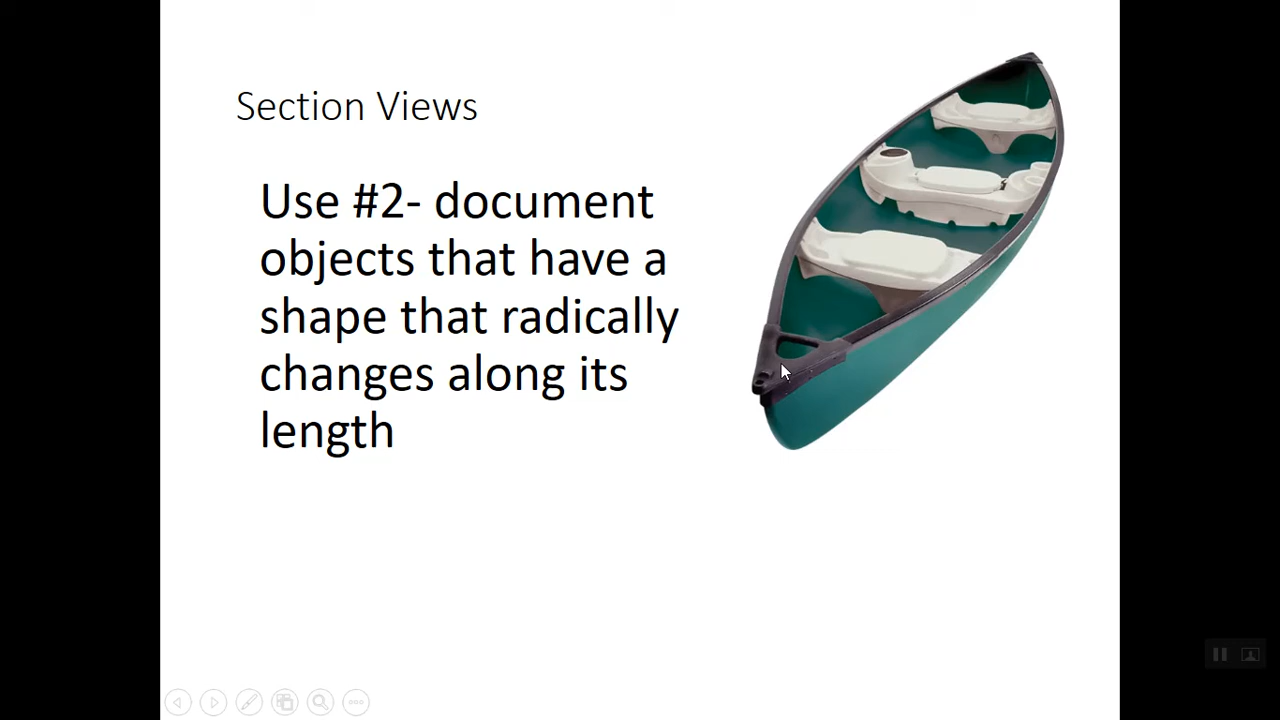 Section Views
Use #2- document
objects that have a
shape that radically
changes along its
length